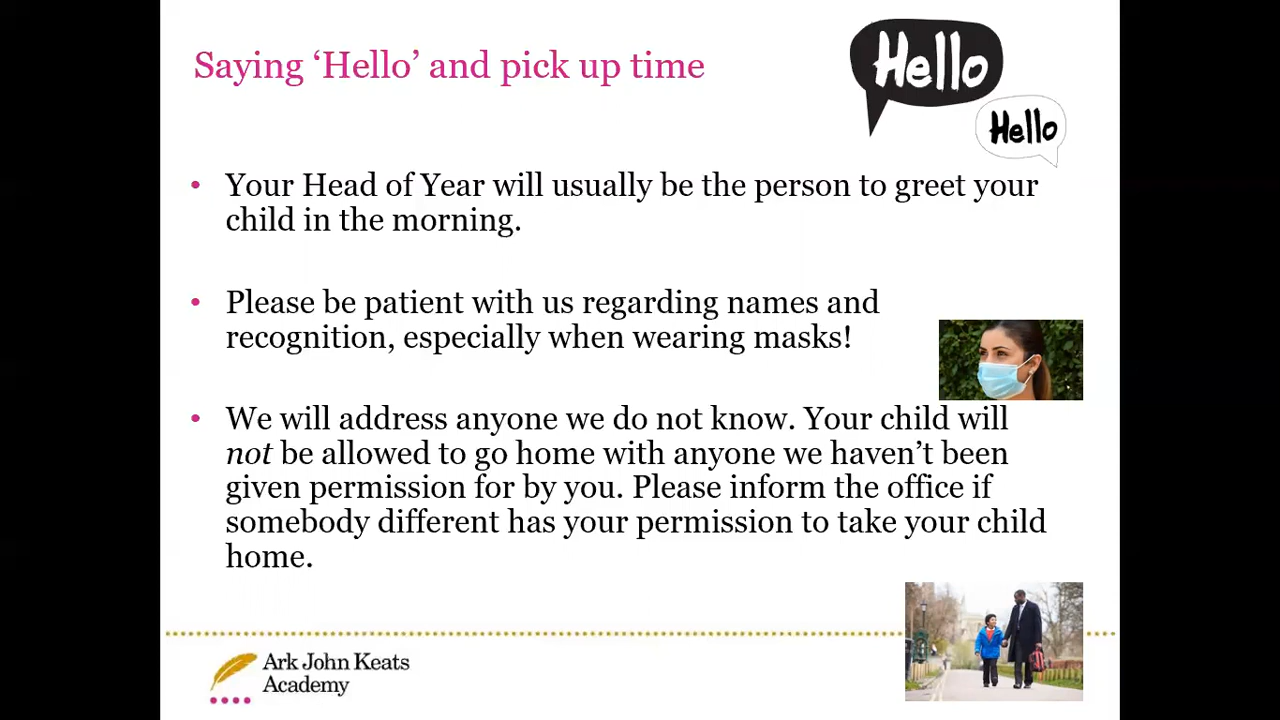 Saying ‘Hello’ and pick up time
Hello
Hello
• Your Head of Year will usually be the person to greet your
child in the morning.
• Please be patient with us regarding names and
recognition, especially when wearing masks!
• We will address anyone we do not know. Your child will
not be allowed to go home with anyone we haven’t been
given permission for by you. Please inform the office if
somebody different has your permission to take your child
home.
Ark John Keats
Academy